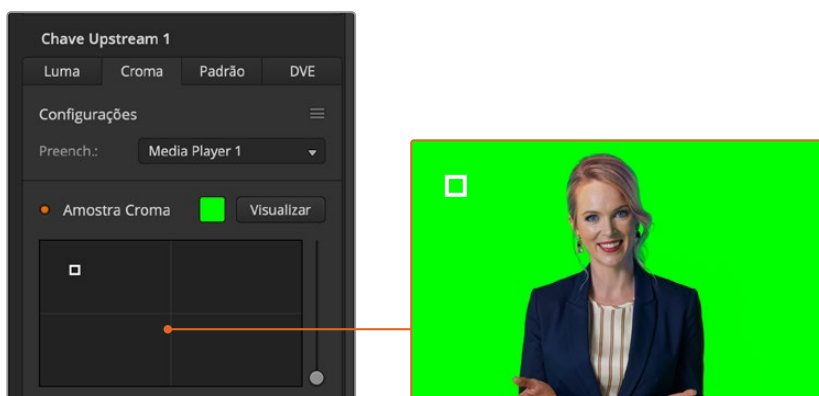 Chave Upstream 1
Luma Croma Padrão DVE
Configurações
Preench.: Media Player 1
Amostra Croma Visualizar